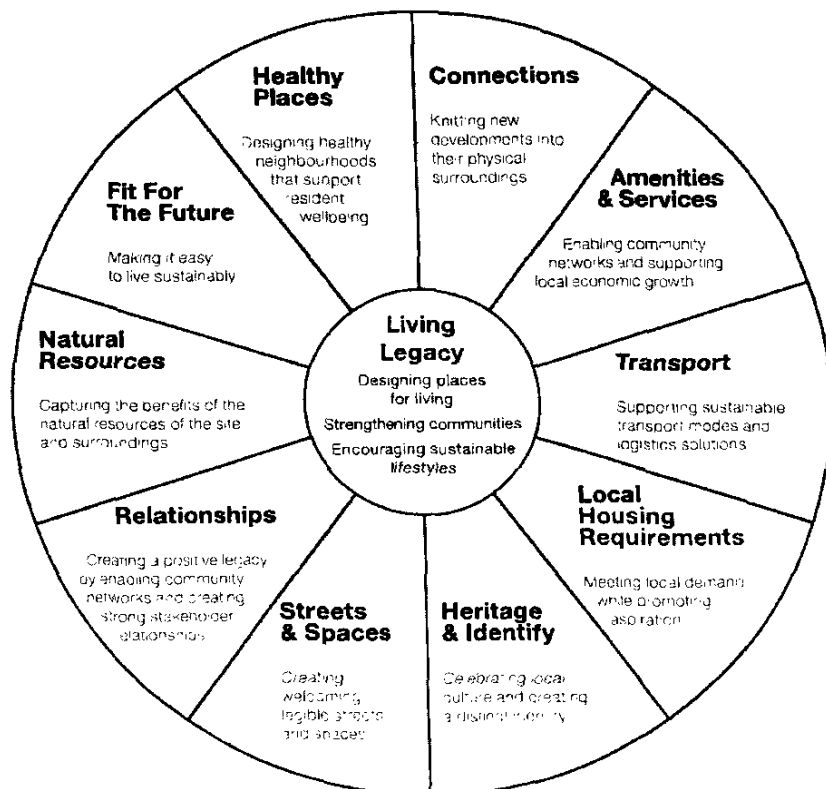 Healthy
Places
Designing healthy
neighbourhoods
that support
resident
wellbeing
Connections
Knitting new
developments into
their physical
surroundings
Amenities
& Services
Enabling community
networks and supporting
local economic growth
Transport
Supporting sustainable
transport modes and
logistics solutions
Local
Housing
Requirements
Meeting local demand
while promoting
aspiration
Heritage
& Identify
Celebrating local
culture and creating
a distinct identity
Streets
& Spaces
Creating
welcoming
legible streets
and spaces
Relationships
Creating a positive legacy
by enabling community
networks and creating
strong stakeholder
elationships
Natural
Resources
Capturing the benefits of the
natural resources of the site
and surroundings
Fit For
The Future
Making it easy
to live sustainably
Living
Legacy
Designing places
for living
Strengthening communities
Encouraging sustainable
lifestyles